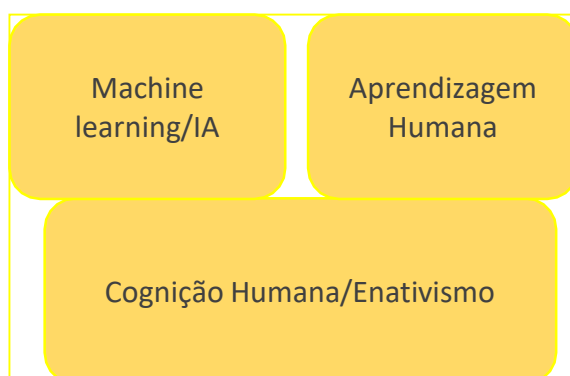 Machine
learning/IA
Aprendizagem
Humana
Cognição Humana/Enativismo